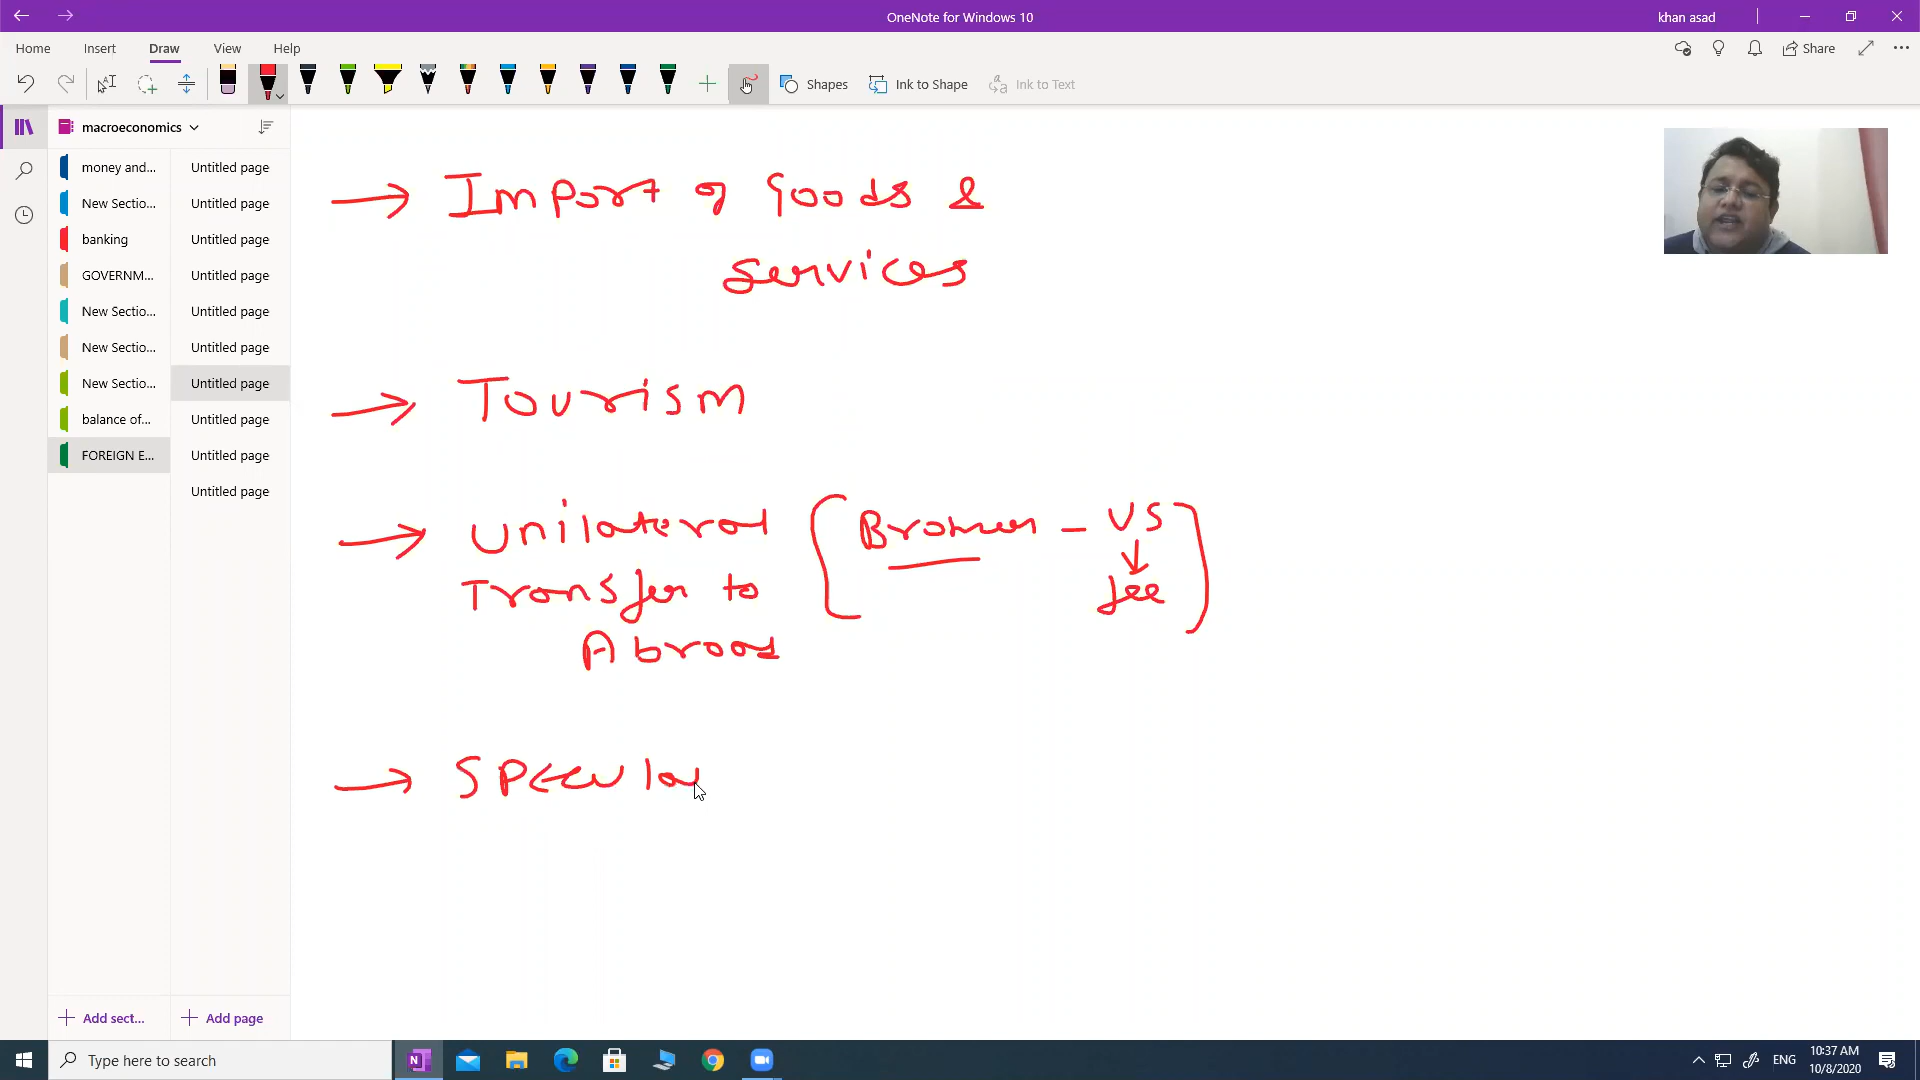 OneNote for Windows 10
khan asad
Home Insert Draw View Help
Share
Shapes Ink to Shape Ink to Text
macroeconomics
money and... Untitled page
New Sectio... Untitled page
banking Untitled page
GOVERNM... Untitled page
New Sectio... Untitled page
New Sectio... Untitled page
New Sectio... Untitled page
balance of... Untitled page
FOREIGN E... Untitled page
Untitled page
→ Import of Goods &
services
→ Tourism
→ Unilateral
Transfer to
Abroad
- US
↓
fee
→ Specula
Add sect... Add page
Type here to search
ENG
10:37 AM
10/8/2020